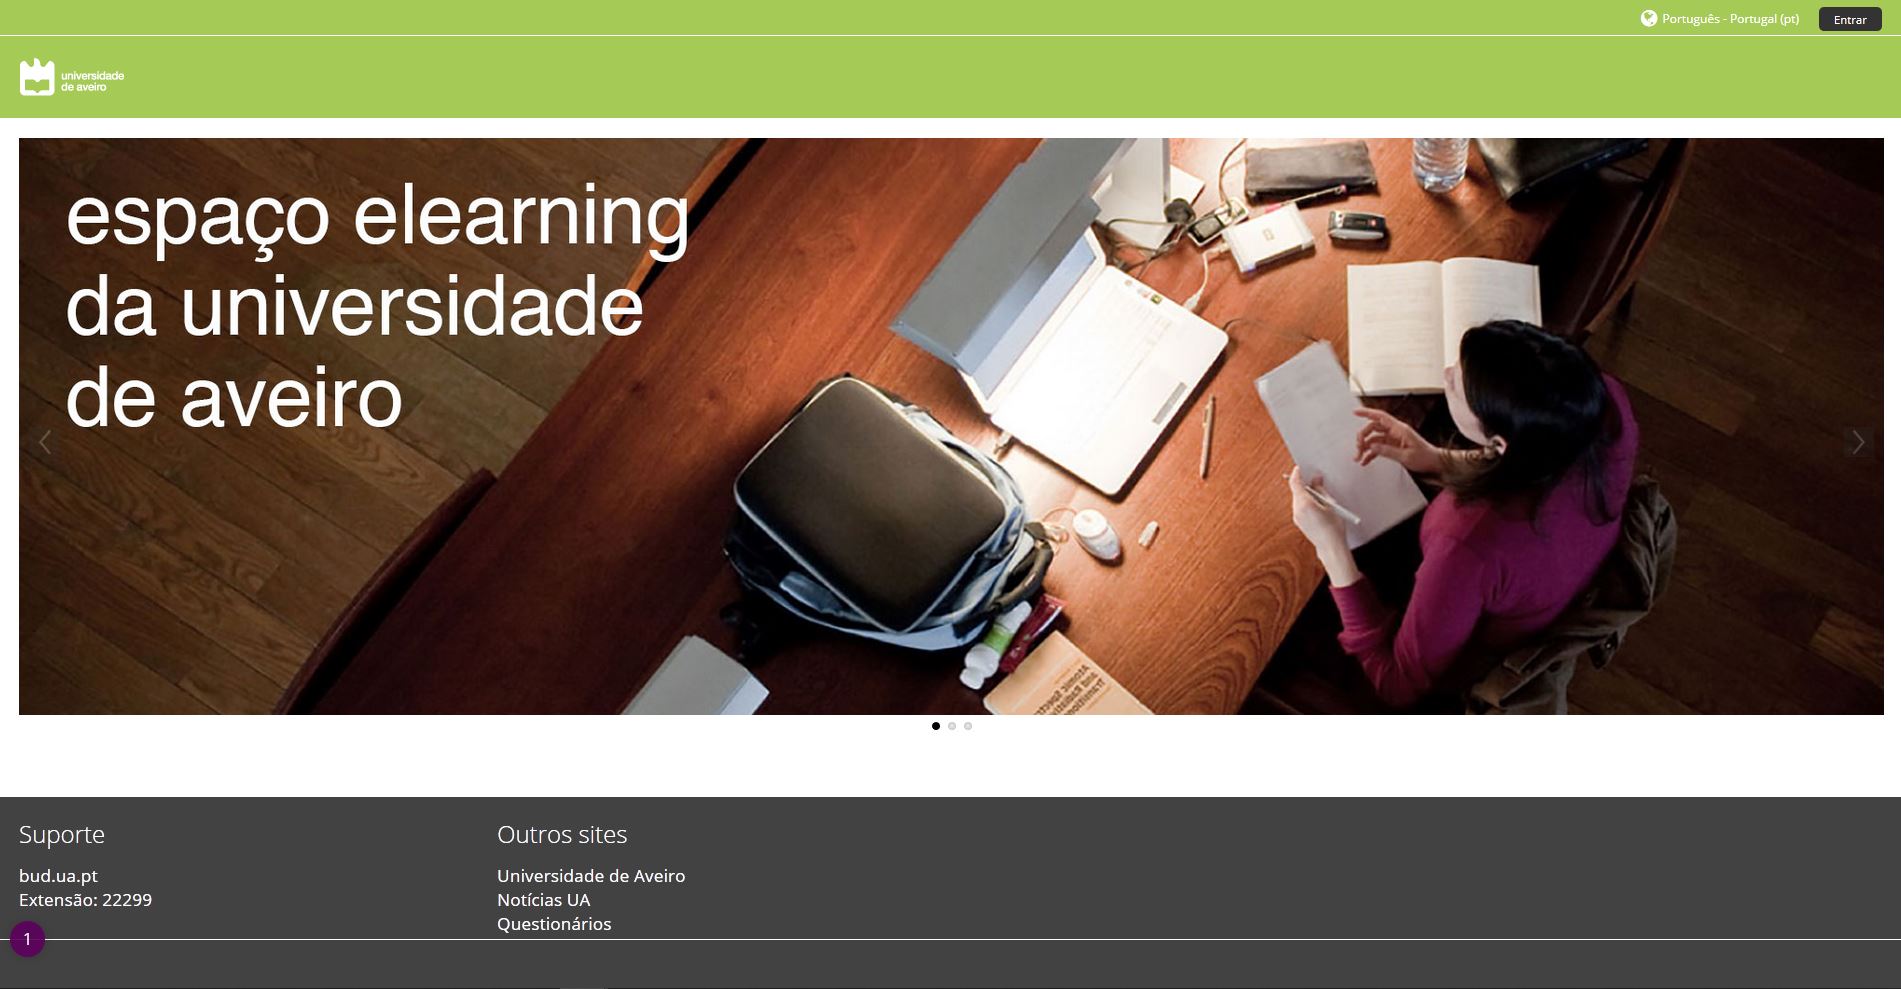 Português - Portugal (pt)
Entrar
universidade
de aveiro
espaço elearning
da universidade
de aveiro
Suporte
bud.ua.pt
Extensão: 22299
Outros sites
Universidade de Aveiro
Notícias UA
Questionários
1